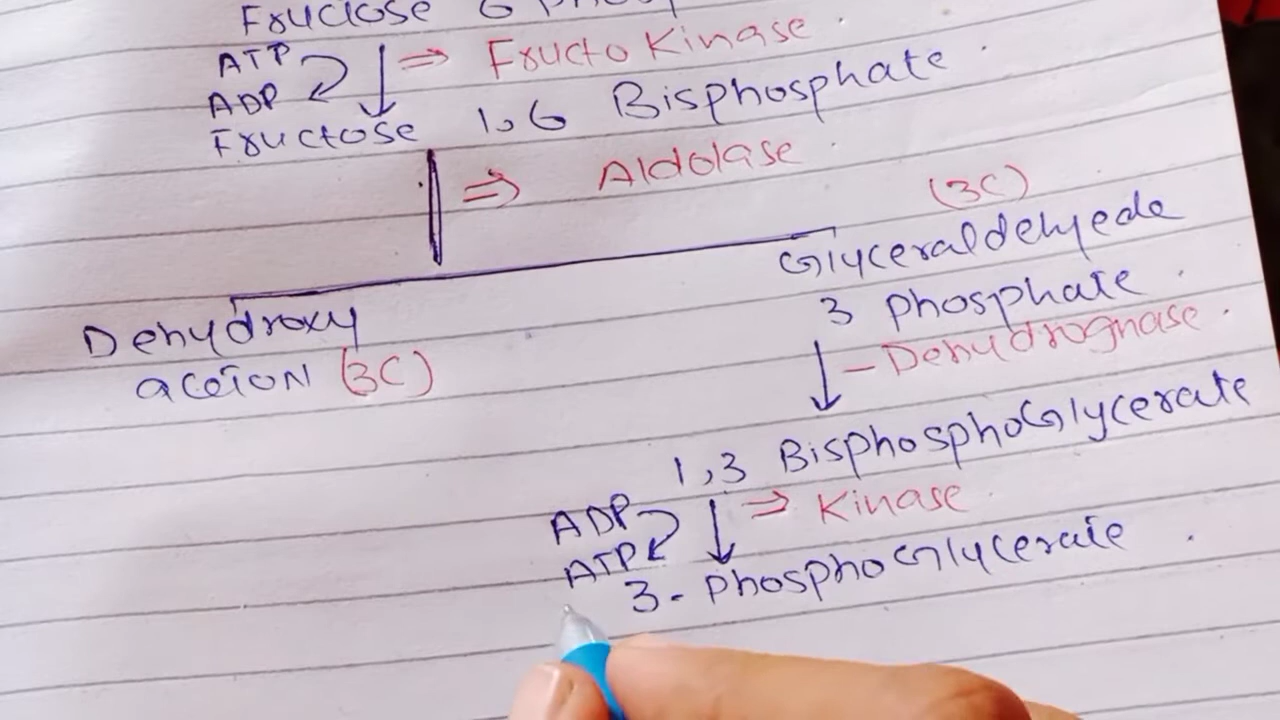 Fructose 6
ATP
⇒ Fructo Kinase
ADP
Fructose 1,6 Bisphosphate
⇒ Aldolase
(3C)
Glyceraldehyede
3 phosphate
Dehydroxy
aceton (3C)
- Dehydrognase
1,3 BisphosphoGlycerate
ADP
⇒ Kinase
ATP
3- PhosphoGlycerate